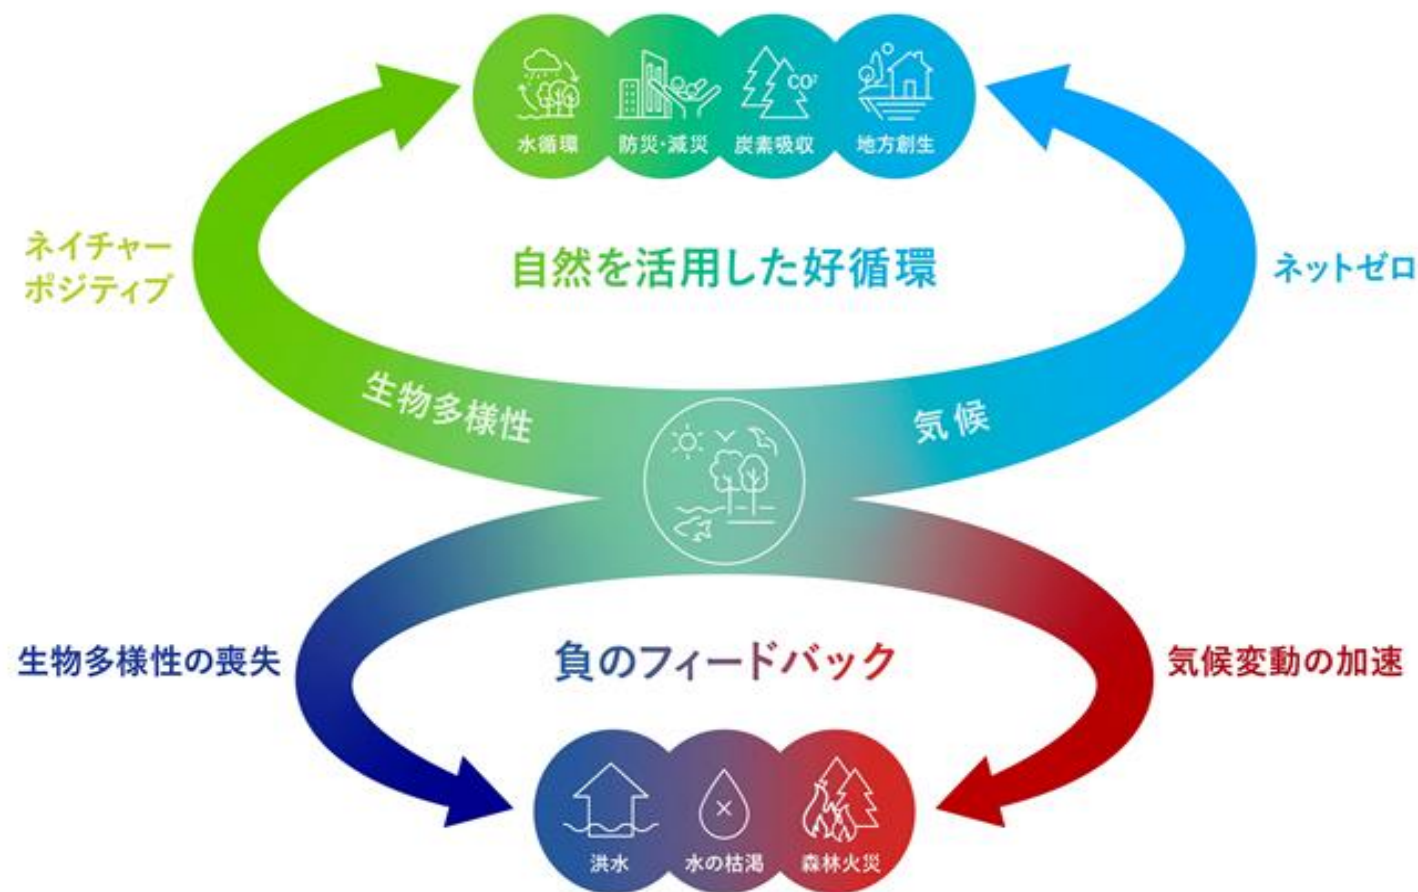 水循環
防災・減災
炭素吸収
CO²
地方創生
ネイチャー
ポジティブ
自然を活用した好循環
ネットゼロ
生物多様性
気候
生物多様性の喪失
負のフィードバック
気候変動の加速
洪水
水の枯渇
森林火災